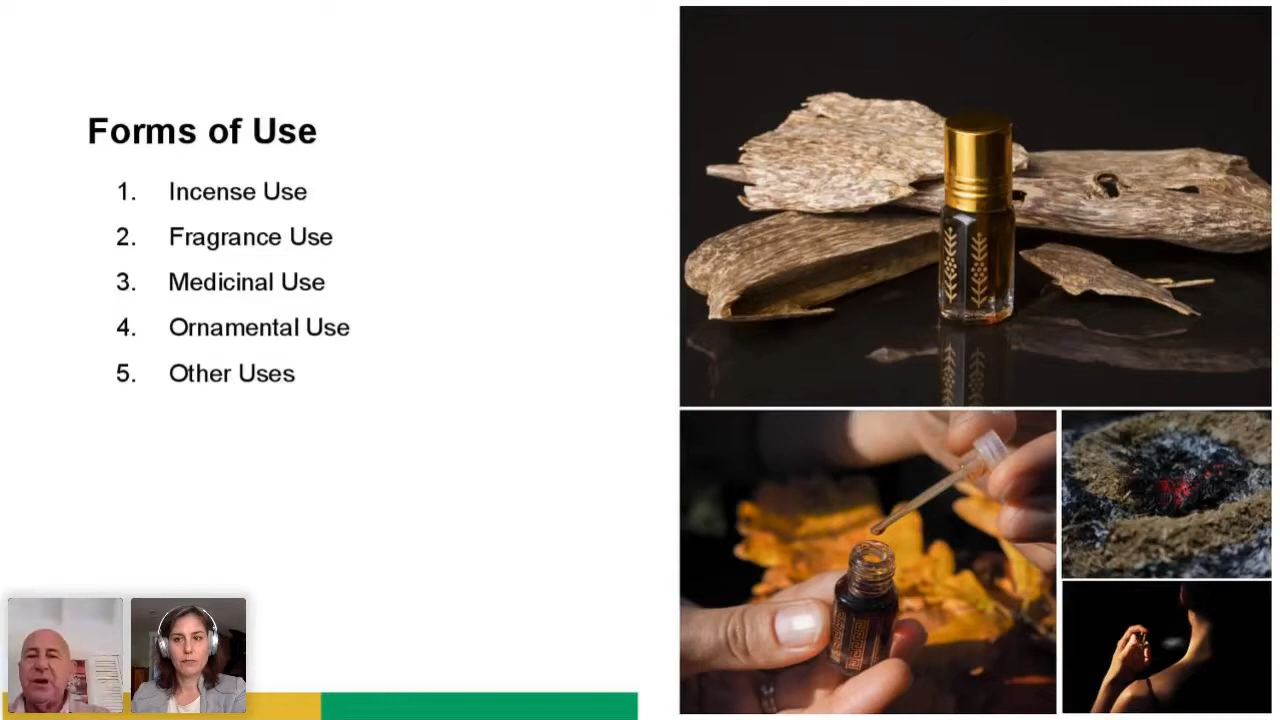 Forms of Use
1. Incense Use
2. Fragrance Use
3. Medicinal Use
4. Ornamental Use
5. Other Uses